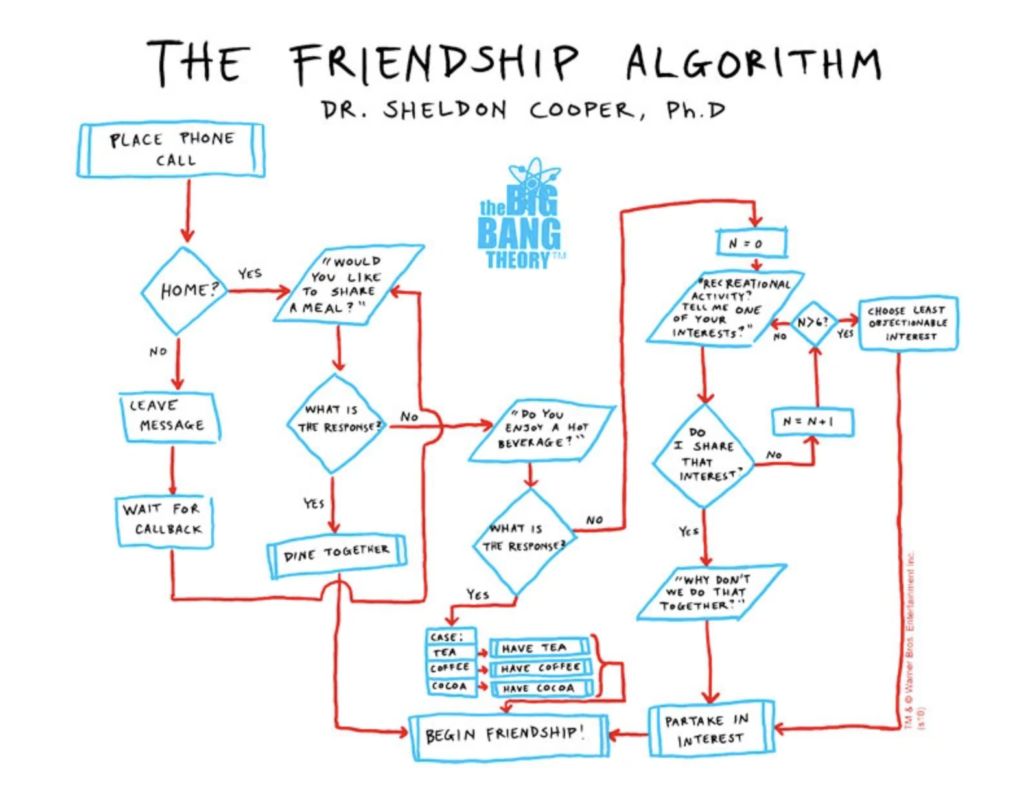 THE FRIENDSHIP ALGORITHM
DR. SHELDON COOPER, Ph.D
PLACE PHONE
CALL
the BIG
BANG
THEORY™
HOME?
YES
NO
"WOULD
YOU LIKE
TO SHARE
A MEAL?"
LEAVE
MESSAGE
WAIT FOR
CALLBACK
WHAT IS
THE RESPONSE?
NO
YES
DINE TOGETHER
"DO YOU
ENJOY A HOT
BEVERAGE?"
WHAT IS
THE RESPONSE?
NO
YES
CASE:
TEA
COFFEE
COCOA
HAVE TEA
HAVE COFFEE
HAVE COCOA
N = 0
"RECREATIONAL
ACTIVITY?
TELL ME ONE
OF YOUR
INTERESTS?"
N>6?
NO
YES
CHOOSE LEAST
OBJECTIONABLE
INTEREST
N = N+1
DO
I SHARE
THAT
INTEREST?
NO
YES
"WHY DON'T
WE DO THAT
TOGETHER?"
PARTAKE IN
INTEREST
BEGIN FRIENDSHIP!
TM & © Warner Bros. Entertainment Inc.
(s10)